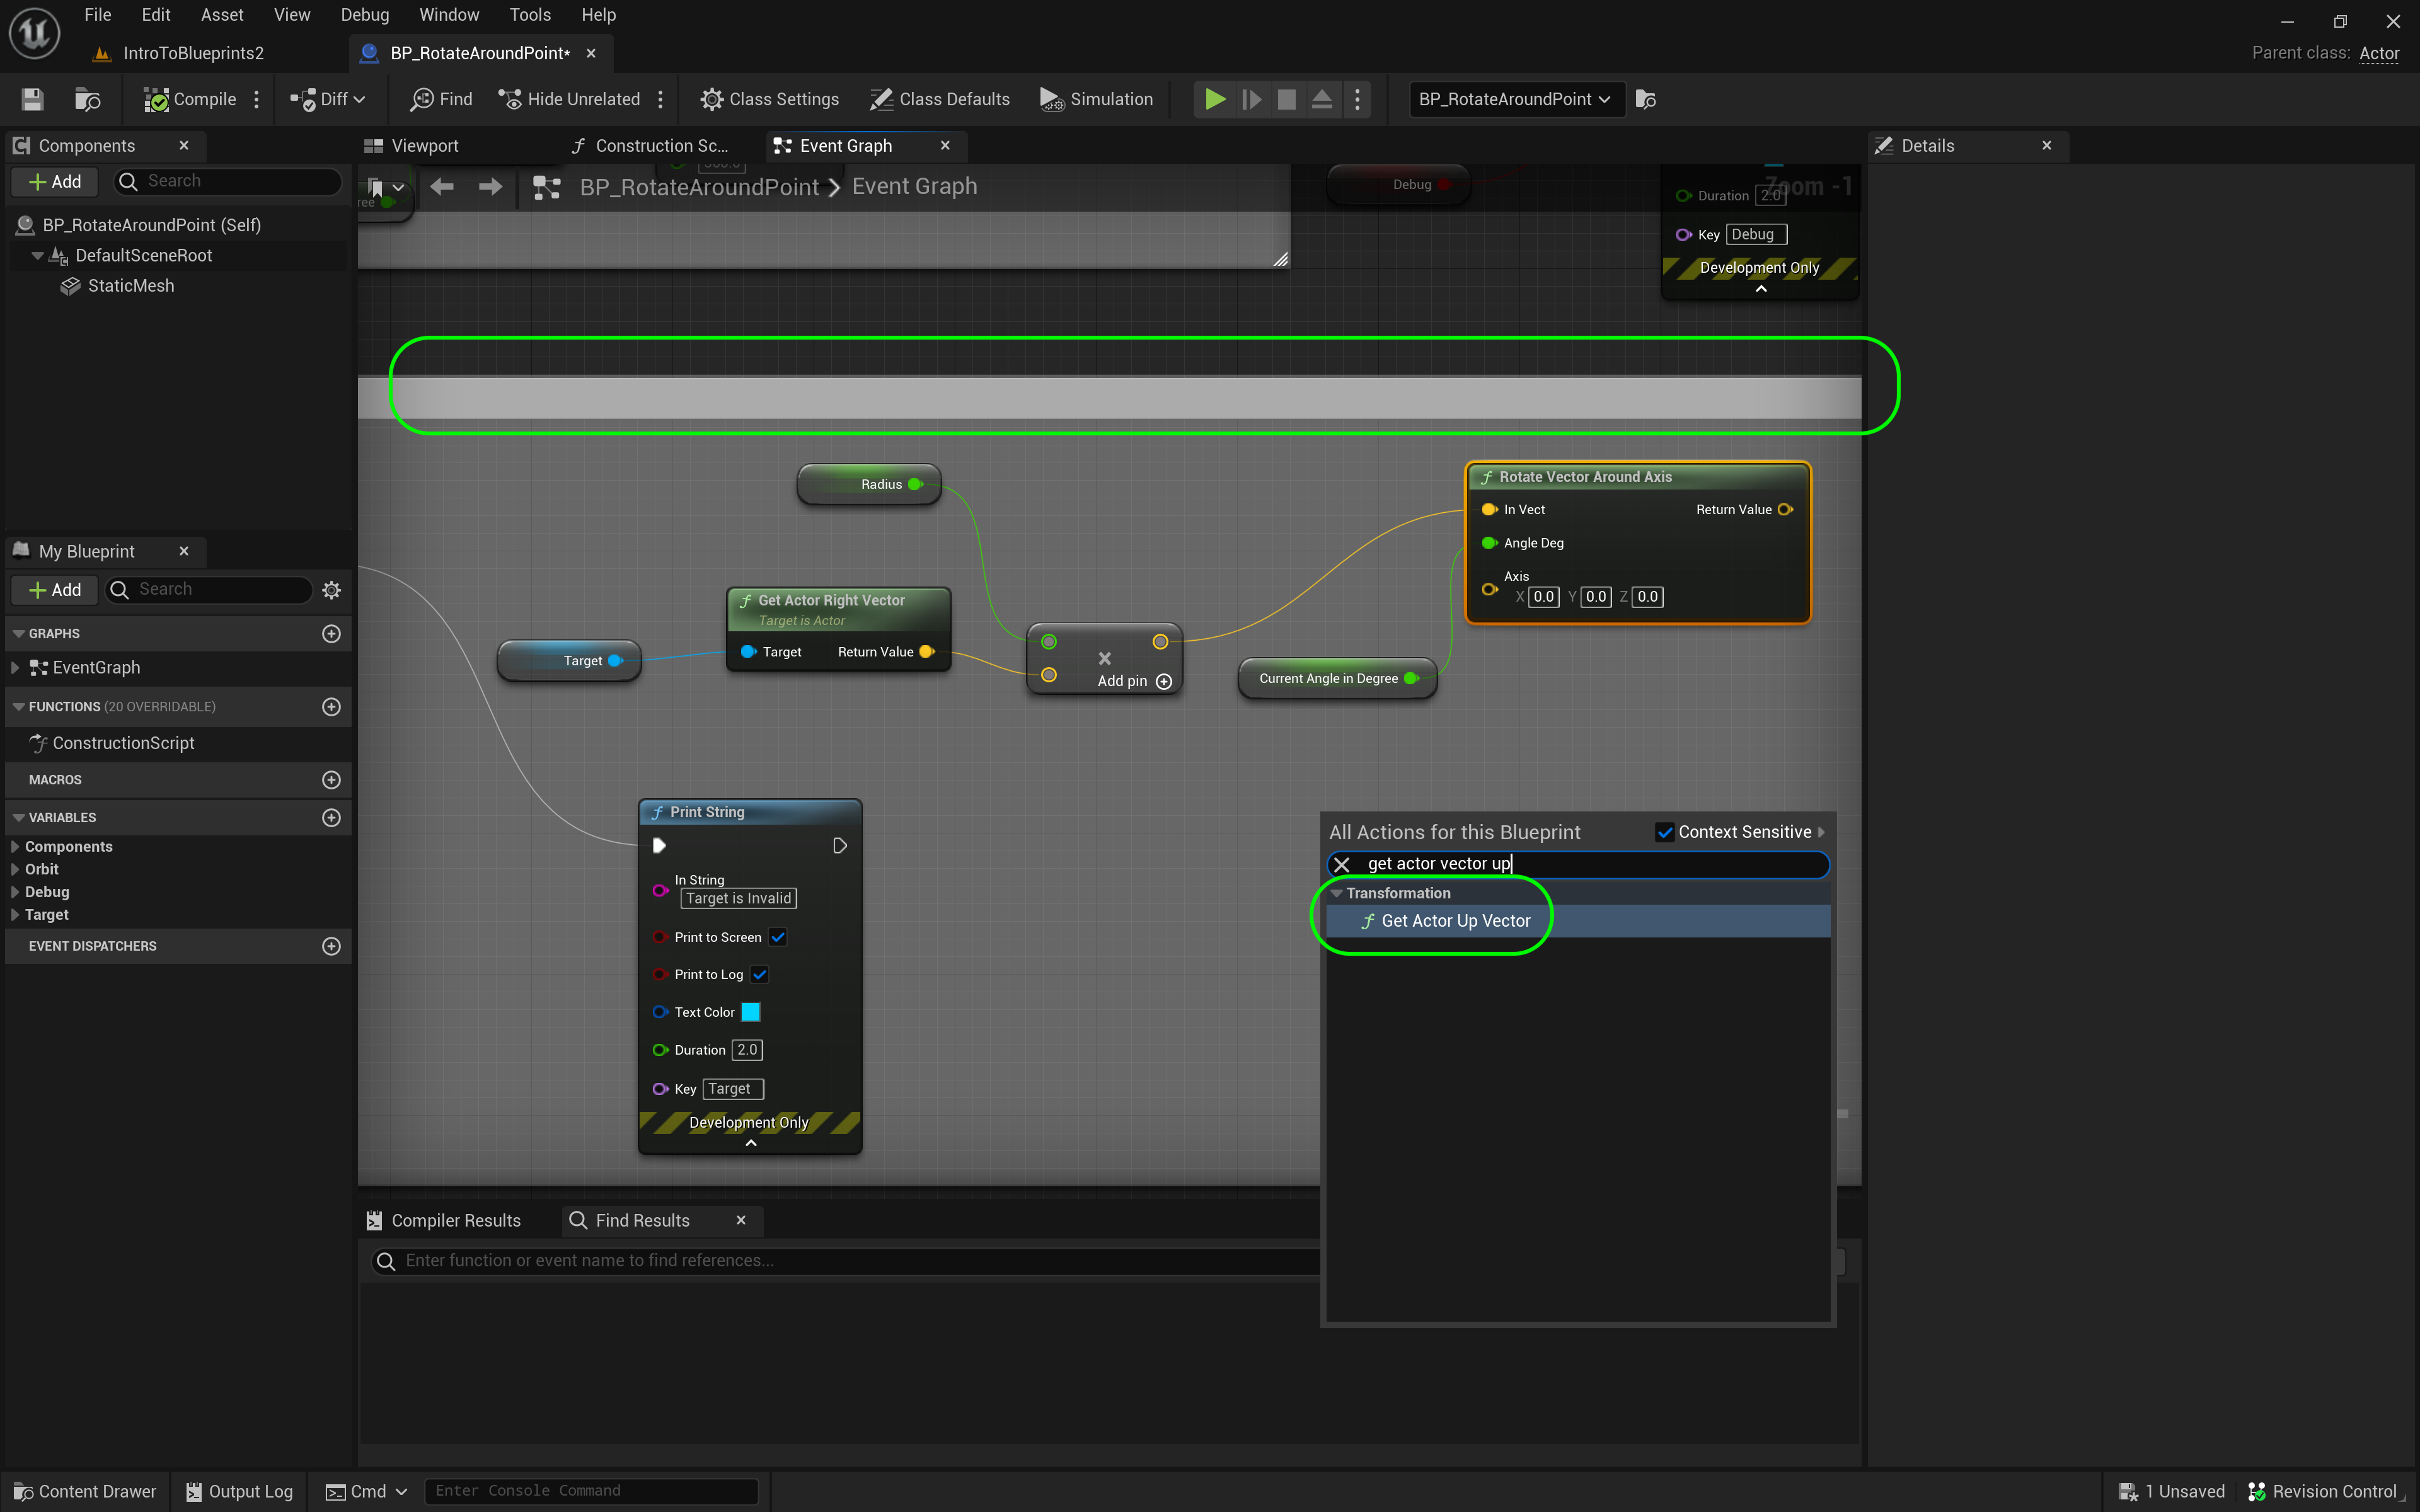 File Edit Asset View Debug Window Tools Help
IntroToBlueprints2
BP_RotateAroundPoint*
Parent class: Actor
Compile
Diff
Find
Hide Unrelated
Class Settings
Class Defaults
Simulation
BP_RotateAroundPoint
Components
Add
Search
BP_RotateAroundPoint (Self)
DefaultSceneRoot
StaticMesh
My Blueprint
Add
Search
GRAPHS
EventGraph
FUNCTIONS (20 OVERRIDABLE)
ConstructionScript
MACROS
VARIABLES
Components
Orbit
Debug
Target
EVENT DISPATCHERS
Viewport
Construction Sc...
Event Graph
BP_RotateAroundPoint > Event Graph
Zoom -1
Debug
Duration 2.0
Key Debug
Development Only
Radius
Get Actor Right Vector
Target is Actor
Target Return Value
Target
Add pin
Current Angle in Degree
Rotate Vector Around Axis
In Vect Return Value
Angle Deg
Axis
X 0.0 Y 0.0 Z 0.0
Print String
In String
Target is Invalid
Print to Screen
Print to Log
Text Color
Duration 2.0
Key Target
Development Only
All Actions for this Blueprint
Context Sensitive
get actor vector up
Transformation
Get Actor Up Vector
Details
Compiler Results
Find Results
Enter function or event name to find references...
Content Drawer
Output Log
Cmd
Enter Console Command
1 Unsaved
Revision Control